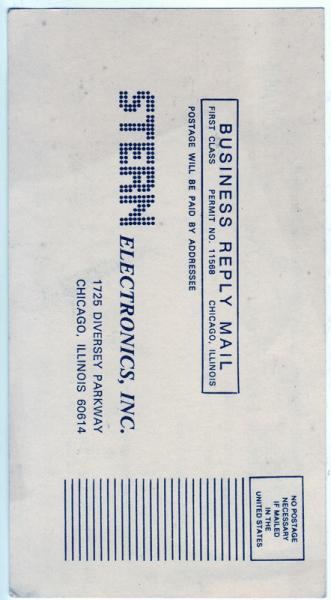 NO POSTAGE
NECESSARY
IF MAILED
IN THE
UNITED STATES
BUSINESS REPLY MAIL
FIRST CLASS PERMIT NO. 11568 CHICAGO, ILLINOIS
POSTAGE WILL BE PAID BY ADDRESSEE
STERN ELECTRONICS, INC.
1725 DIVERSEY PARKWAY
CHICAGO, ILLINOIS 60614